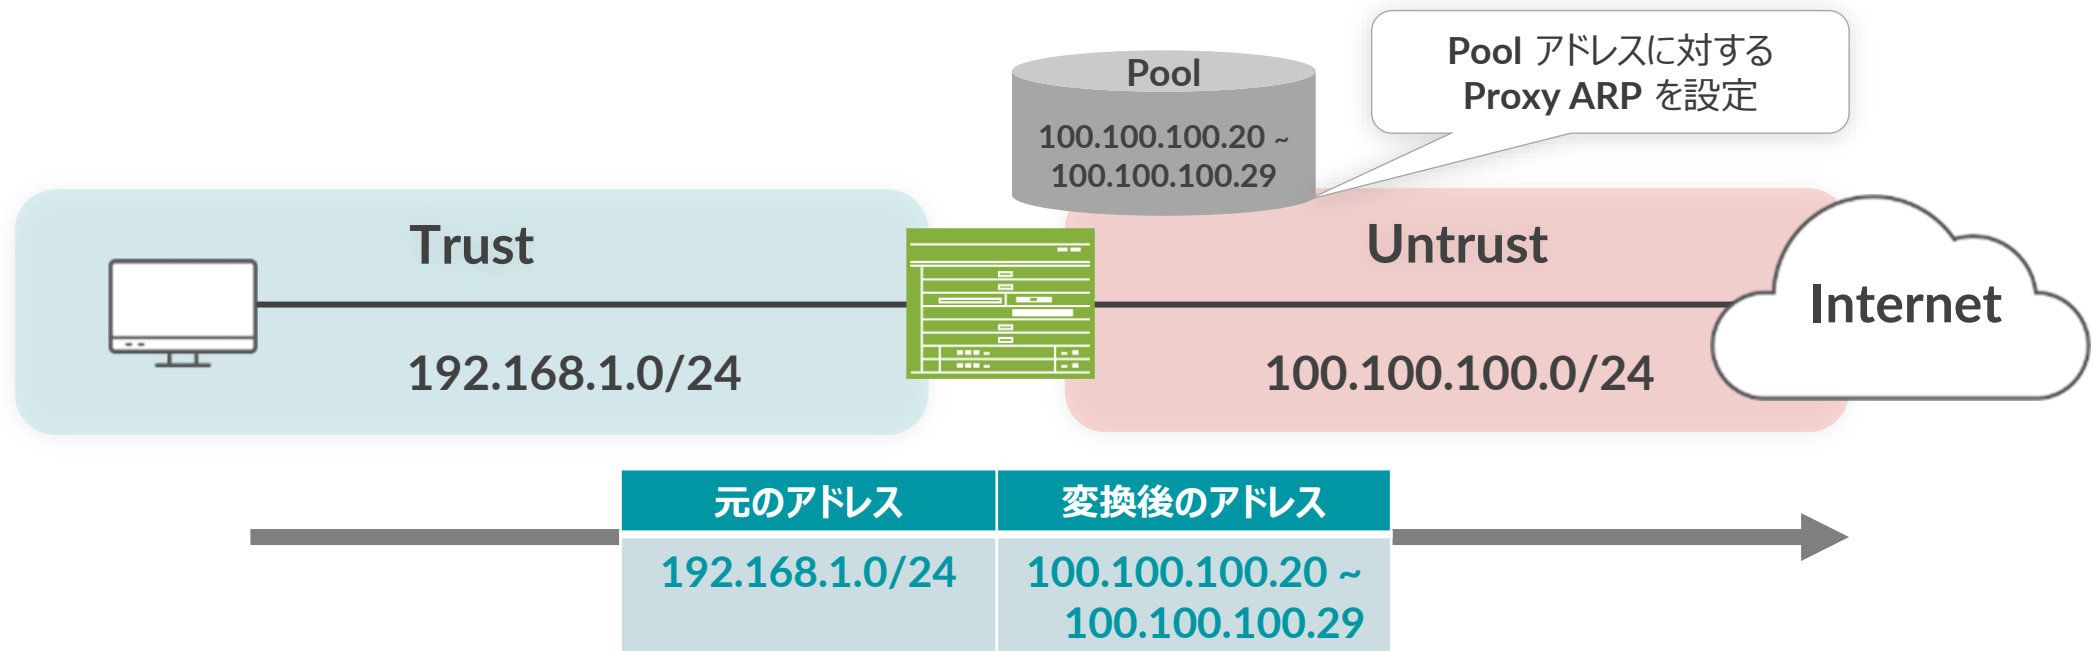 Pool
100.100.100.20 ~
100.100.100.29
Pool アドレスに対する
Proxy ARP を設定
Trust
192.168.1.0/24
Untrust
100.100.100.0/24
Internet
元のアドレス 変換後のアドレス
192.168.1.0/24 100.100.100.20 ~
100.100.100.29